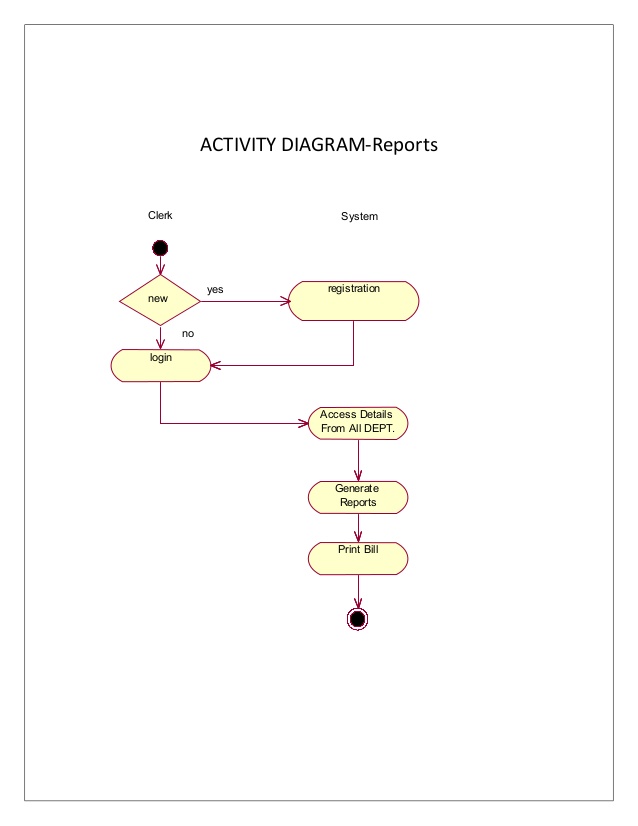 ACTIVITY DIAGRAM-Reports
Clerk
System
new
yes
registration
no
login
Access Details
From All DEPT.
Generate
Reports
Print Bill